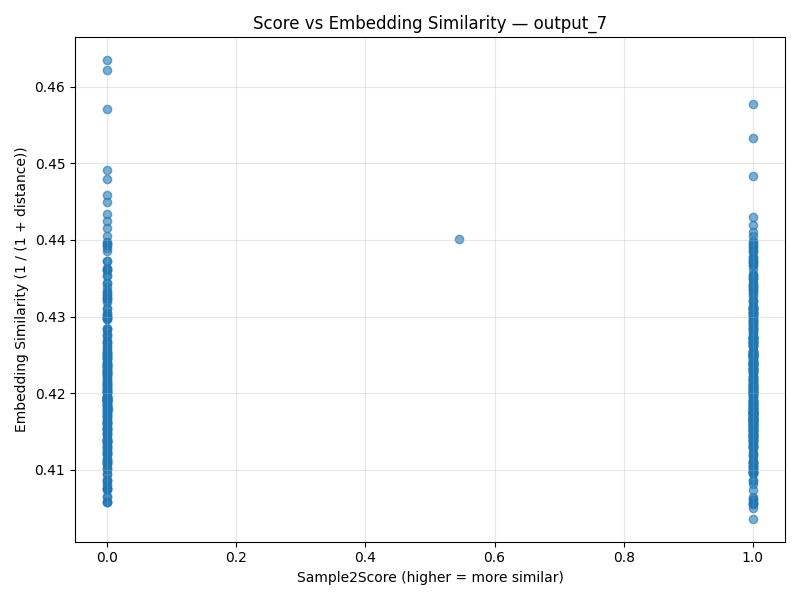 Score vs Embedding Similarity — output_7
Embedding Similarity (1 / (1 + distance))
0.46
0.45
0.44
0.43
0.42
0.41
0.0 0.2 0.4 0.6 0.8 1.0
Sample2Score (higher = more similar)